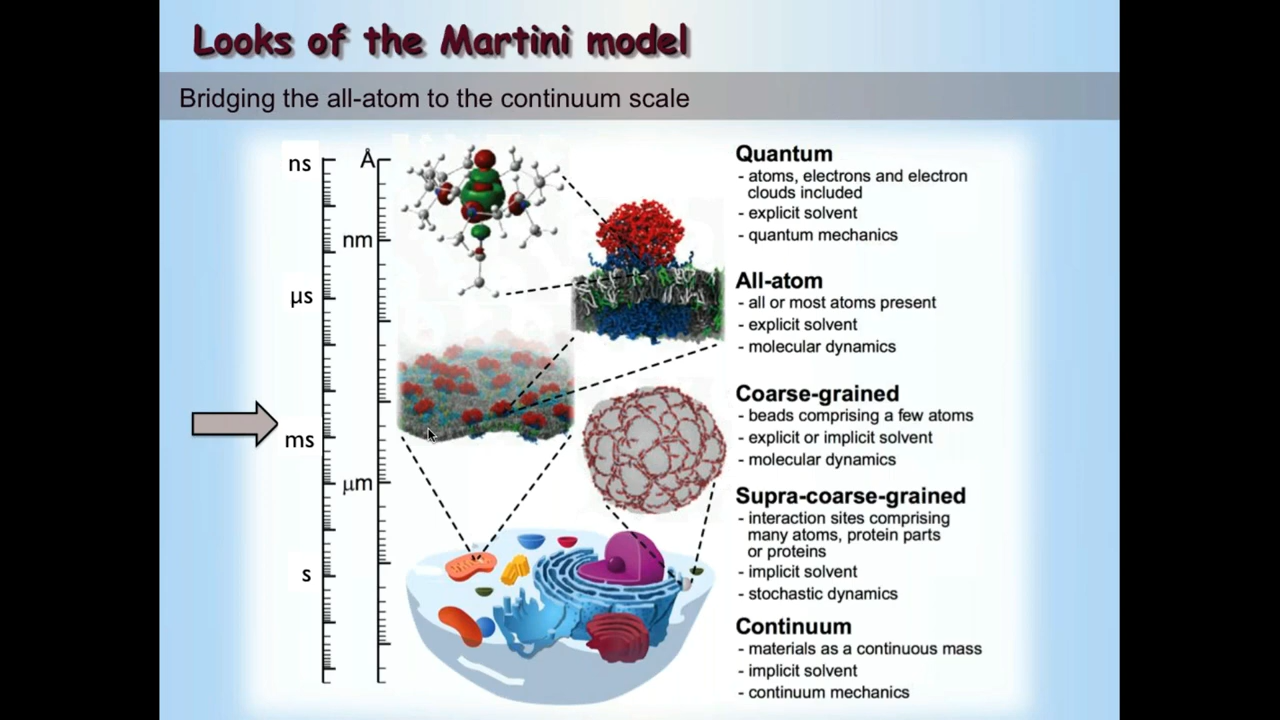 Looks of the Martini model
Bridging the all-atom to the continuum scale
ns
Å
nm
µs
ms
µm
s
Quantum
- atoms, electrons and electron
clouds included
- explicit solvent
- quantum mechanics
All-atom
- all or most atoms present
- explicit solvent
- molecular dynamics
Coarse-grained
- beads comprising a few atoms
- explicit or implicit solvent
- molecular dynamics
Supra-coarse-grained
- interaction sites comprising
many atoms, protein parts
or proteins
- implicit solvent
- stochastic dynamics
Continuum
- materials as a continuous mass
- implicit solvent
- continuum mechanics